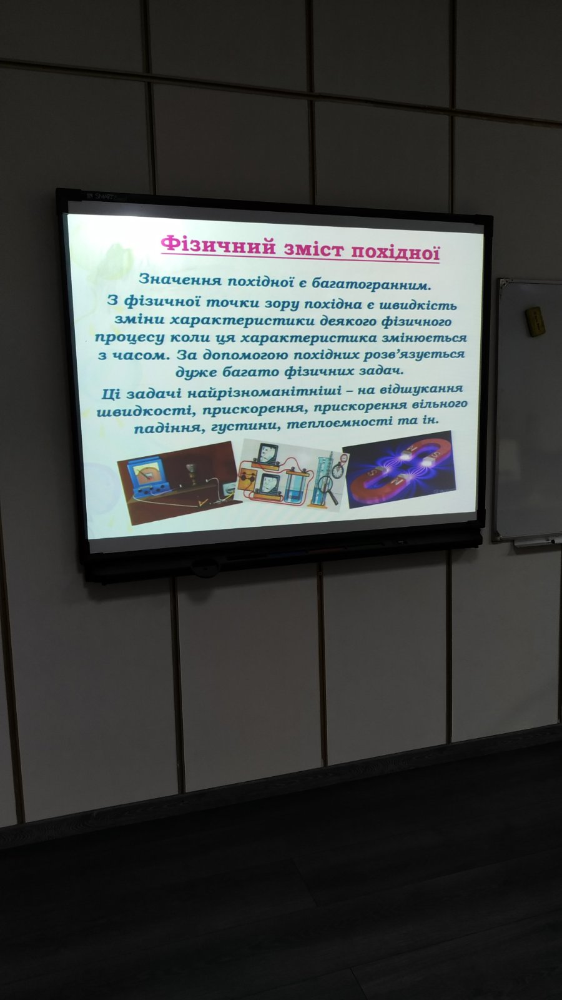 SMART
Фізичний зміст похідної
Значення похідної є багатогранним.
З фізичної точки зору похідна є швидкість
зміни характеристики деякого фізичного
процесу коли ця характеристика змінюється
з часом. За допомогою похідних розв’язується
дуже багато фізичних задач.
Ці задачі найрізноманітніші – на відшукання
швидкості, прискорення, прискорення вільного
падіння, густини, теплоємності та ін.
N
S
S
N